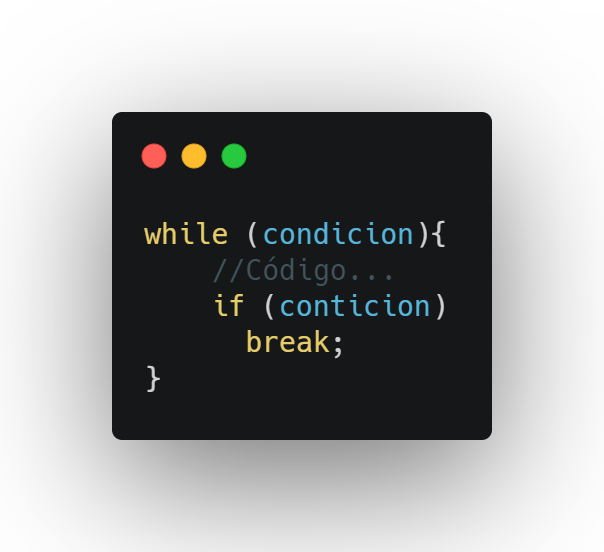 while (condicion){
//Código...
if (conticion)
break;
}